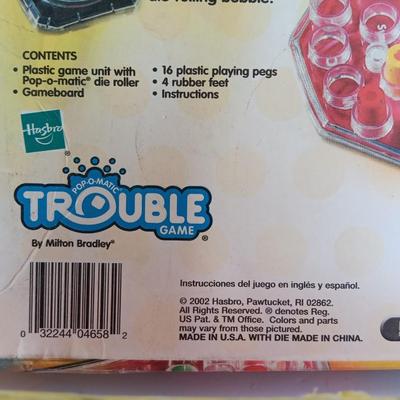 die-rolling bubble.
CONTENTS
• Plastic game unit with
Pop-o-matic® die roller
• Gameboard
• 16 plastic playing pegs
• 4 rubber feet
• Instructions
Hasbro
®
POP-O-MATIC®
TROUBLE
GAME®
By Milton Bradley®
Instrucciones del juego en inglés y español.
© 2002 Hasbro, Pawtucket, RI 02862.
All Rights Reserved. ® denotes Reg.
US Pat. & TM Office. Colors and parts
may vary from those pictured.
MADE IN U.S.A. WITH DIE MADE IN CHINA.
0 32244 04658 2